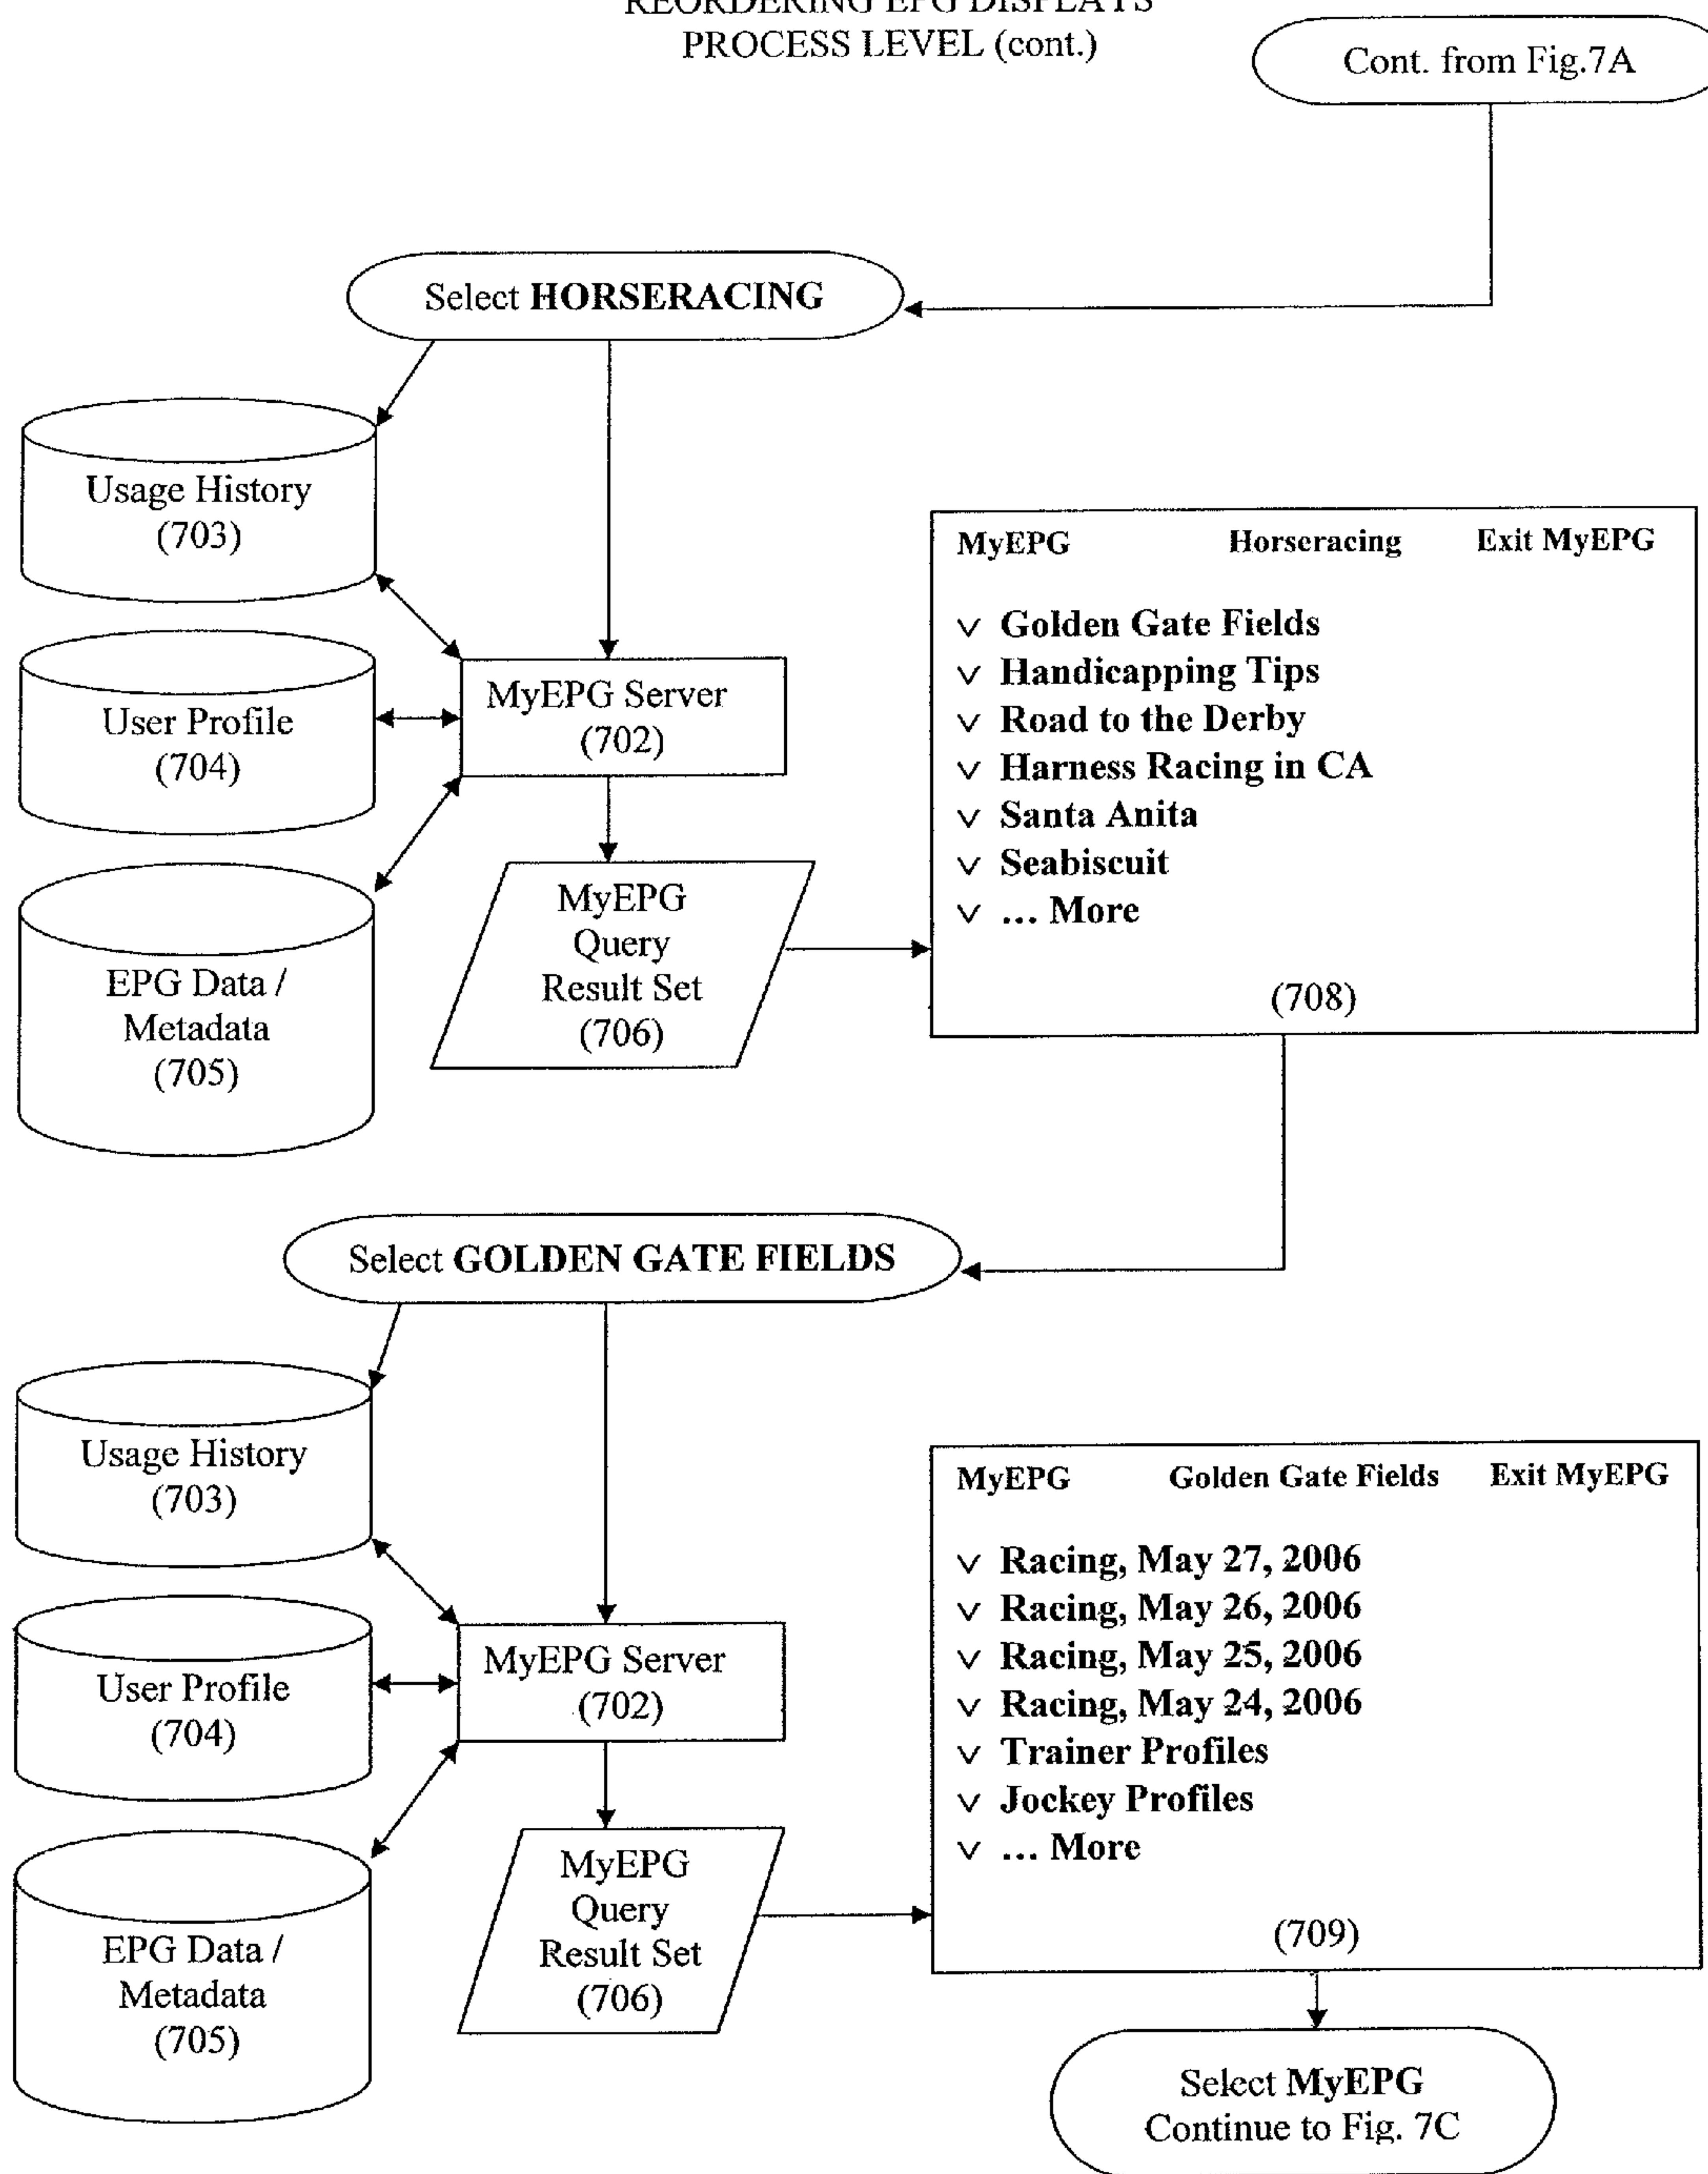 REORDERING EPG DISPLAYS
PROCESS LEVEL (cont.)
Cont. from Fig.7A
Select HORSERACING
Usage History
(703)
User Profile
(704)
EPG Data /
Metadata
(705)
MyEPG Server
(702)
MyEPG
Query
Result Set
(706)
MyEPG Horseracing Exit MyEPG
v Golden Gate Fields
v Handicapping Tips
v Road to the Derby
v Harness Racing in CA
v Santa Anita
v Seabiscuit
v ... More
(708)
Select GOLDEN GATE FIELDS
Usage History
(703)
User Profile
(704)
EPG Data /
Metadata
(705)
MyEPG Server
(702)
MyEPG
Query
Result Set
(706)
MyEPG Golden Gate Fields Exit MyEPG
v Racing, May 27, 2006
v Racing, May 26, 2006
v Racing, May 25, 2006
v Racing, May 24, 2006
v Trainer Profiles
v Jockey Profiles
v ... More
(709)
Select MyEPG
Continue to Fig. 7C